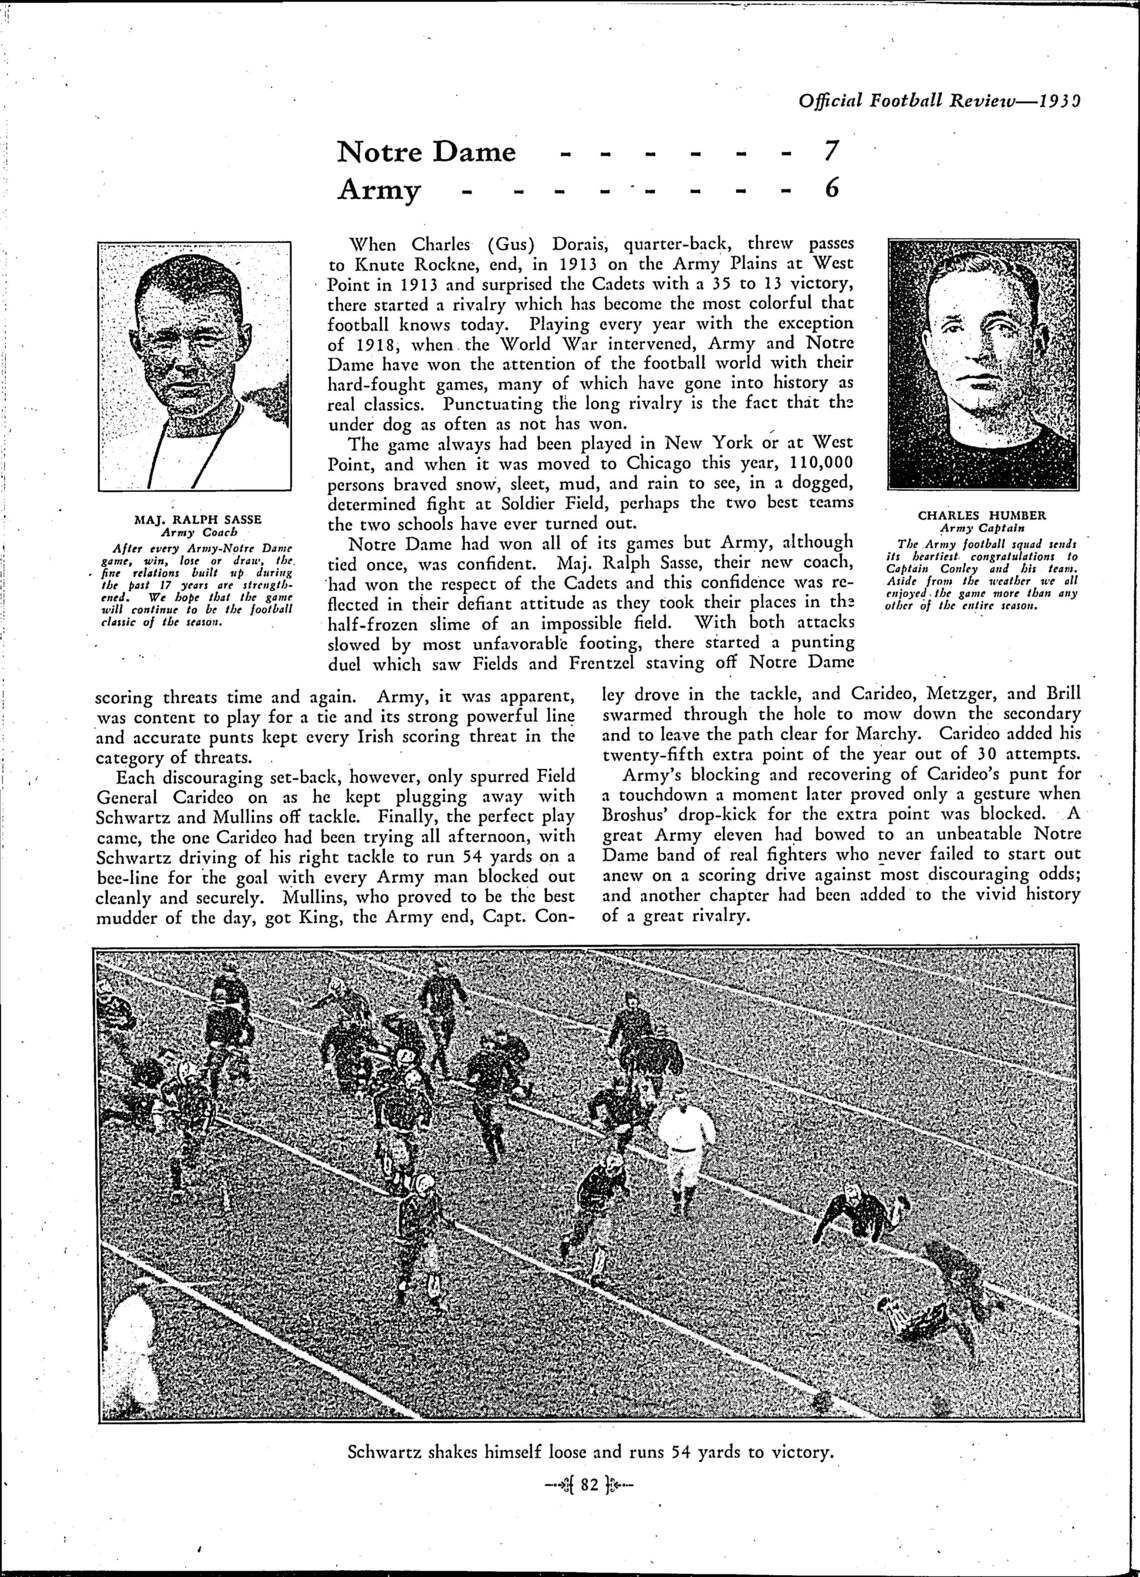 Official Football Review—1930
Notre Dame - - - - - - 7
Army - - - - - - - - 6
When Charles (Gus) Dorais, quarter-back, threw passes
to Knute Rockne, end, in 1913 on the Army Plains at West
Point in 1913 and surprised the Cadets with a 35 to 13 victory,
there started a rivalry which has become the most colorful that
football knows today. Playing every year with the exception
of 1918, when the World War intervened, Army and Notre
Dame have won the attention of the football world with their
hard-fought games, many of which have gone into history as
real classics. Punctuating the long rivalry is the fact that the
under dog as often as not has won.
The game always had been played in New York or at West
Point, and when it was moved to Chicago this year, 110,000
persons braved snow, sleet, mud, and rain to see, in a dogged,
determined fight at Soldier Field, perhaps the two best teams
the two schools have ever turned out.
Notre Dame had won all of its games but Army, although
tied once, was confident. Maj. Ralph Sasse, their new coach,
had won the respect of the Cadets and this confidence was re-
flected in their defiant attitude as they took their places in the
half-frozen slime of an impossible field. With both attacks
slowed by most unfavorable footing, there started a punting
duel which saw Fields and Frentzel staving off Notre Dame
MAJ. RALPH SASSE
Army Coach
After every Army-Notre Dame
game, win, lose or draw, the
fine relations built up during
the past 17 years are strength-
ened. We hope that the game
will continue to be the football
classic of the season.
CHARLES HUMBER
Army Captain
The Army football squad sends
its heartiest congratulations to
Captain Conley and his team.
Aside from the weather we all
enjoyed the game more than any
other of the entire season.
scoring threats time and again. Army, it was apparent,
was content to play for a tie and its strong powerful line
and accurate punts kept every Irish scoring threat in the
category of threats.
Each discouraging set-back, however, only spurred Field
General Carideo on as he kept plugging away with
Schwartz and Mullins off tackle. Finally, the perfect play
came, the one Carideo had been trying all afternoon, with
Schwartz driving of his right tackle to run 54 yards on a
bee-line for the goal with every Army man blocked out
cleanly and securely. Mullins, who proved to be the best
mudder of the day, got King, the Army end, Capt. Con-
ley drove in the tackle, and Carideo, Metzger, and Brill
swarmed through the hole to mow down the secondary
and to leave the path clear for Marchy. Carideo added his
twenty-fifth extra point of the year out of 30 attempts.
Army's blocking and recovering of Carideo's punt for
a touchdown a moment later proved only a gesture when
Broshus' drop-kick for the extra point was blocked. A
great Army eleven had bowed to an unbeatable Notre
Dame band of real fighters who never failed to start out
anew on a scoring drive against most discouraging odds;
and another chapter had been added to the vivid history
of a great rivalry.
Schwartz shakes himself loose and runs 54 yards to victory.
82